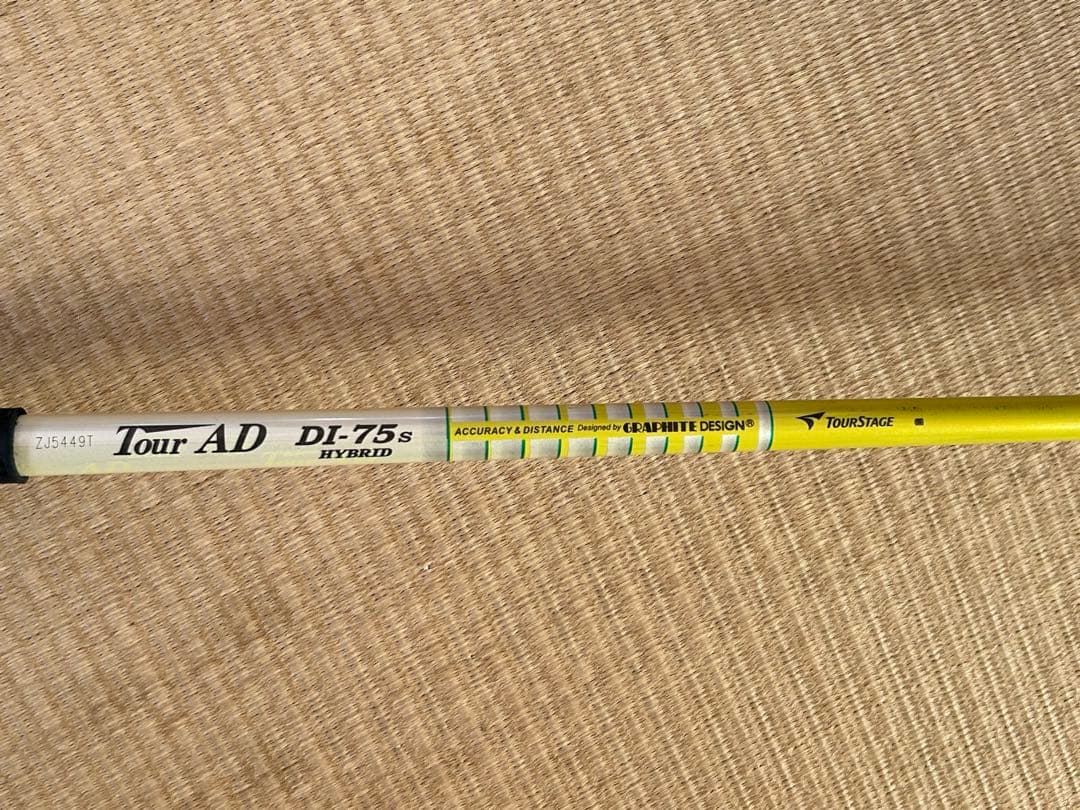 ZJ5449T
Tour AD
DI-75s
HYBRID
ACCURACY & DISTANCE Designed by GRAPHITE DESIGN®
TOURSTAGE